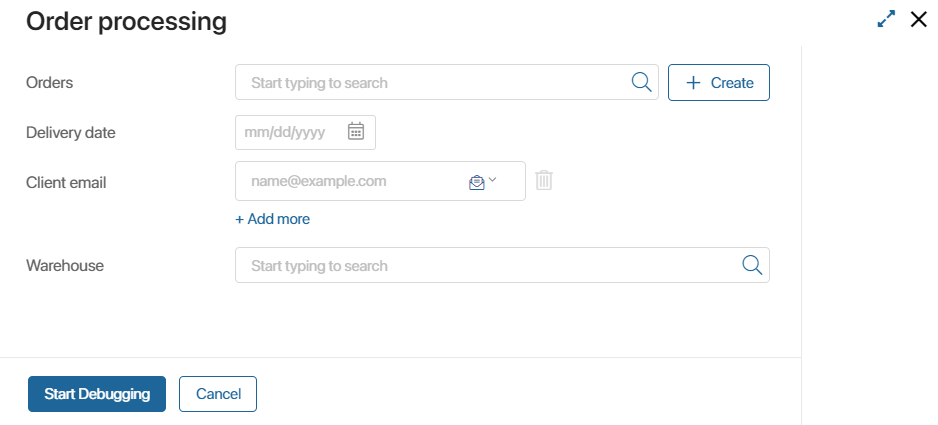 Order processing
Orders Start typing to search + Create
Delivery date mm/dd/yyyy
Client email name@example.com
+ Add more
Warehouse Start typing to search
Start Debugging Cancel